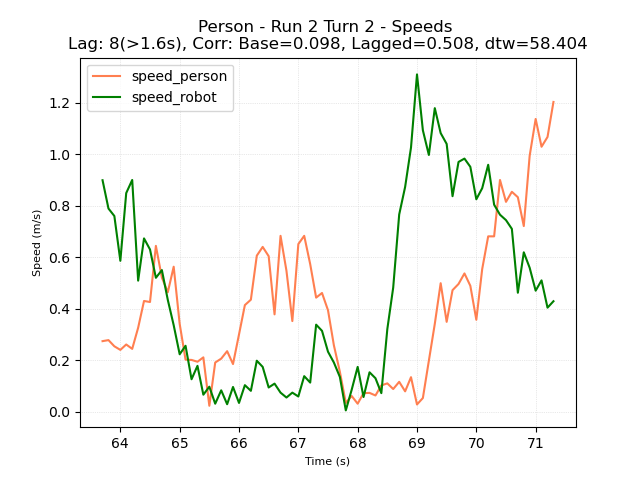 Person - Run 2 Turn 2 - Speeds
Lag: 8(>1.6s), Corr: Base=0.098, Lagged=0.508, dtw=58.404
speed_person
speed_robot
1.2
1.0
0.8
0.6
0.4
0.2
0.0
Speed (m/s)
64 65 66 67 68 69 70 71
Time (s)